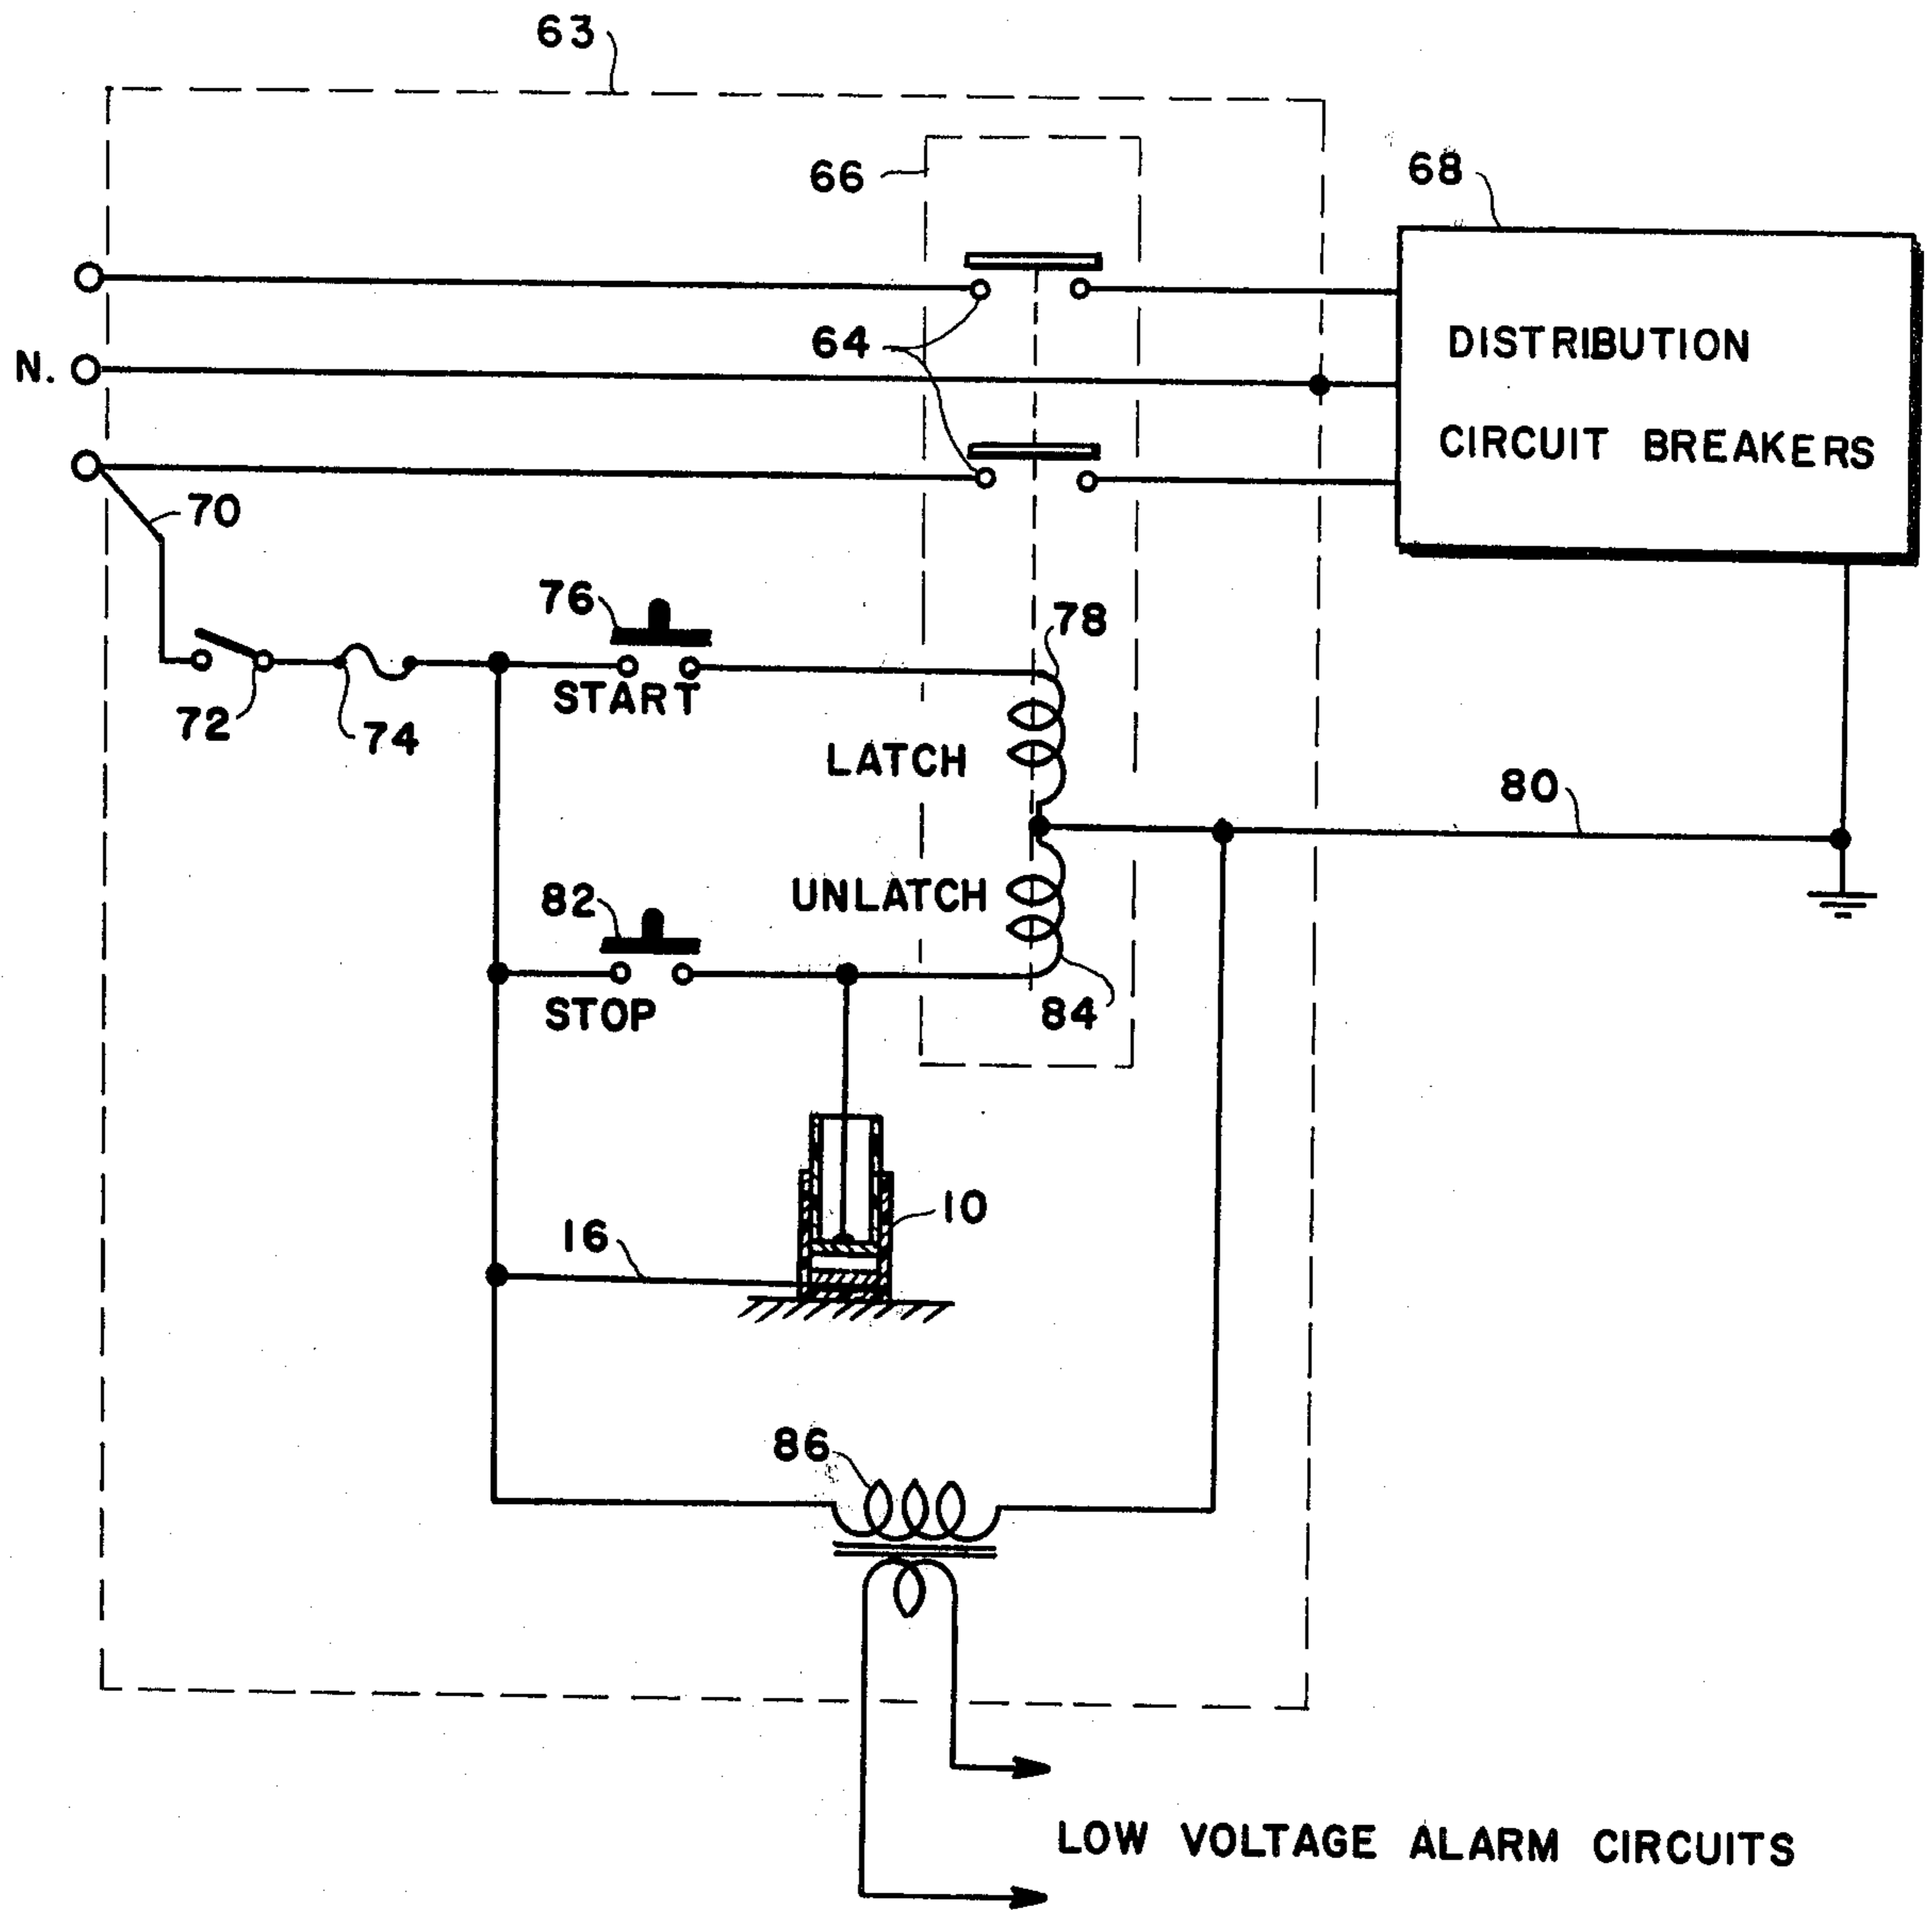 63
66
68
64
DISTRIBUTION
N.
CIRCUIT BREAKERS
70
76
78
START
72
74
LATCH
80
82
UNLATCH
STOP
84
10
16
86
LOW VOLTAGE ALARM CIRCUITS